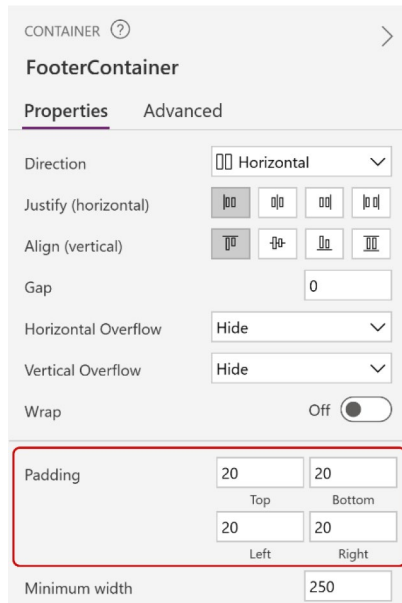 CONTAINER ?
FooterContainer
Properties Advanced
Direction Horizontal
Justify (horizontal)
Align (vertical)
Gap 0
Horizontal Overflow Hide
Vertical Overflow Hide
Wrap Off
Padding 20 20
Top Bottom
20 20
Left Right
Minimum width 250